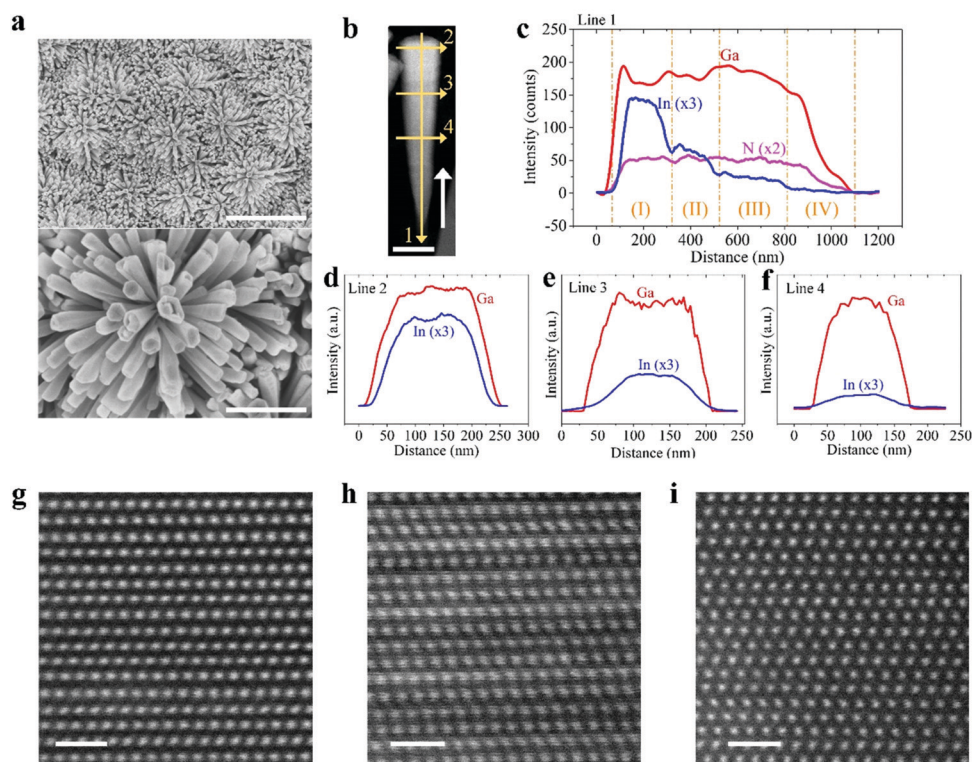 a
b
2
3
4
1
c
Line 1
250
200
150
100
50
0
-50
Intensity (counts)
Ga
In (x3)
N (x2)
(I)
(II)
(III)
(IV)
0
200
400
600
800
1000
1200
Distance (nm)
d
Line 2
Ga
In (x3)
Intensity (a.u.)
0
50
100
150
200
250
300
Distance (nm)
e
Line 3
Ga
In (x3)
Intensity (a.u.)
0
50
100
150
200
250
Distance (nm)
f
Line 4
Ga
In (x3)
Intensity (a.u.)
0
50
100
150
200
250
Distance (nm)
g
h
i